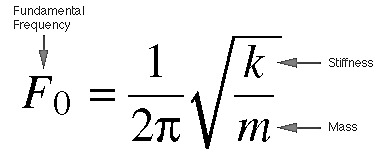 Fundamental
Frequency
F₀ = 1/2π √k/m
Stiffness
Mass